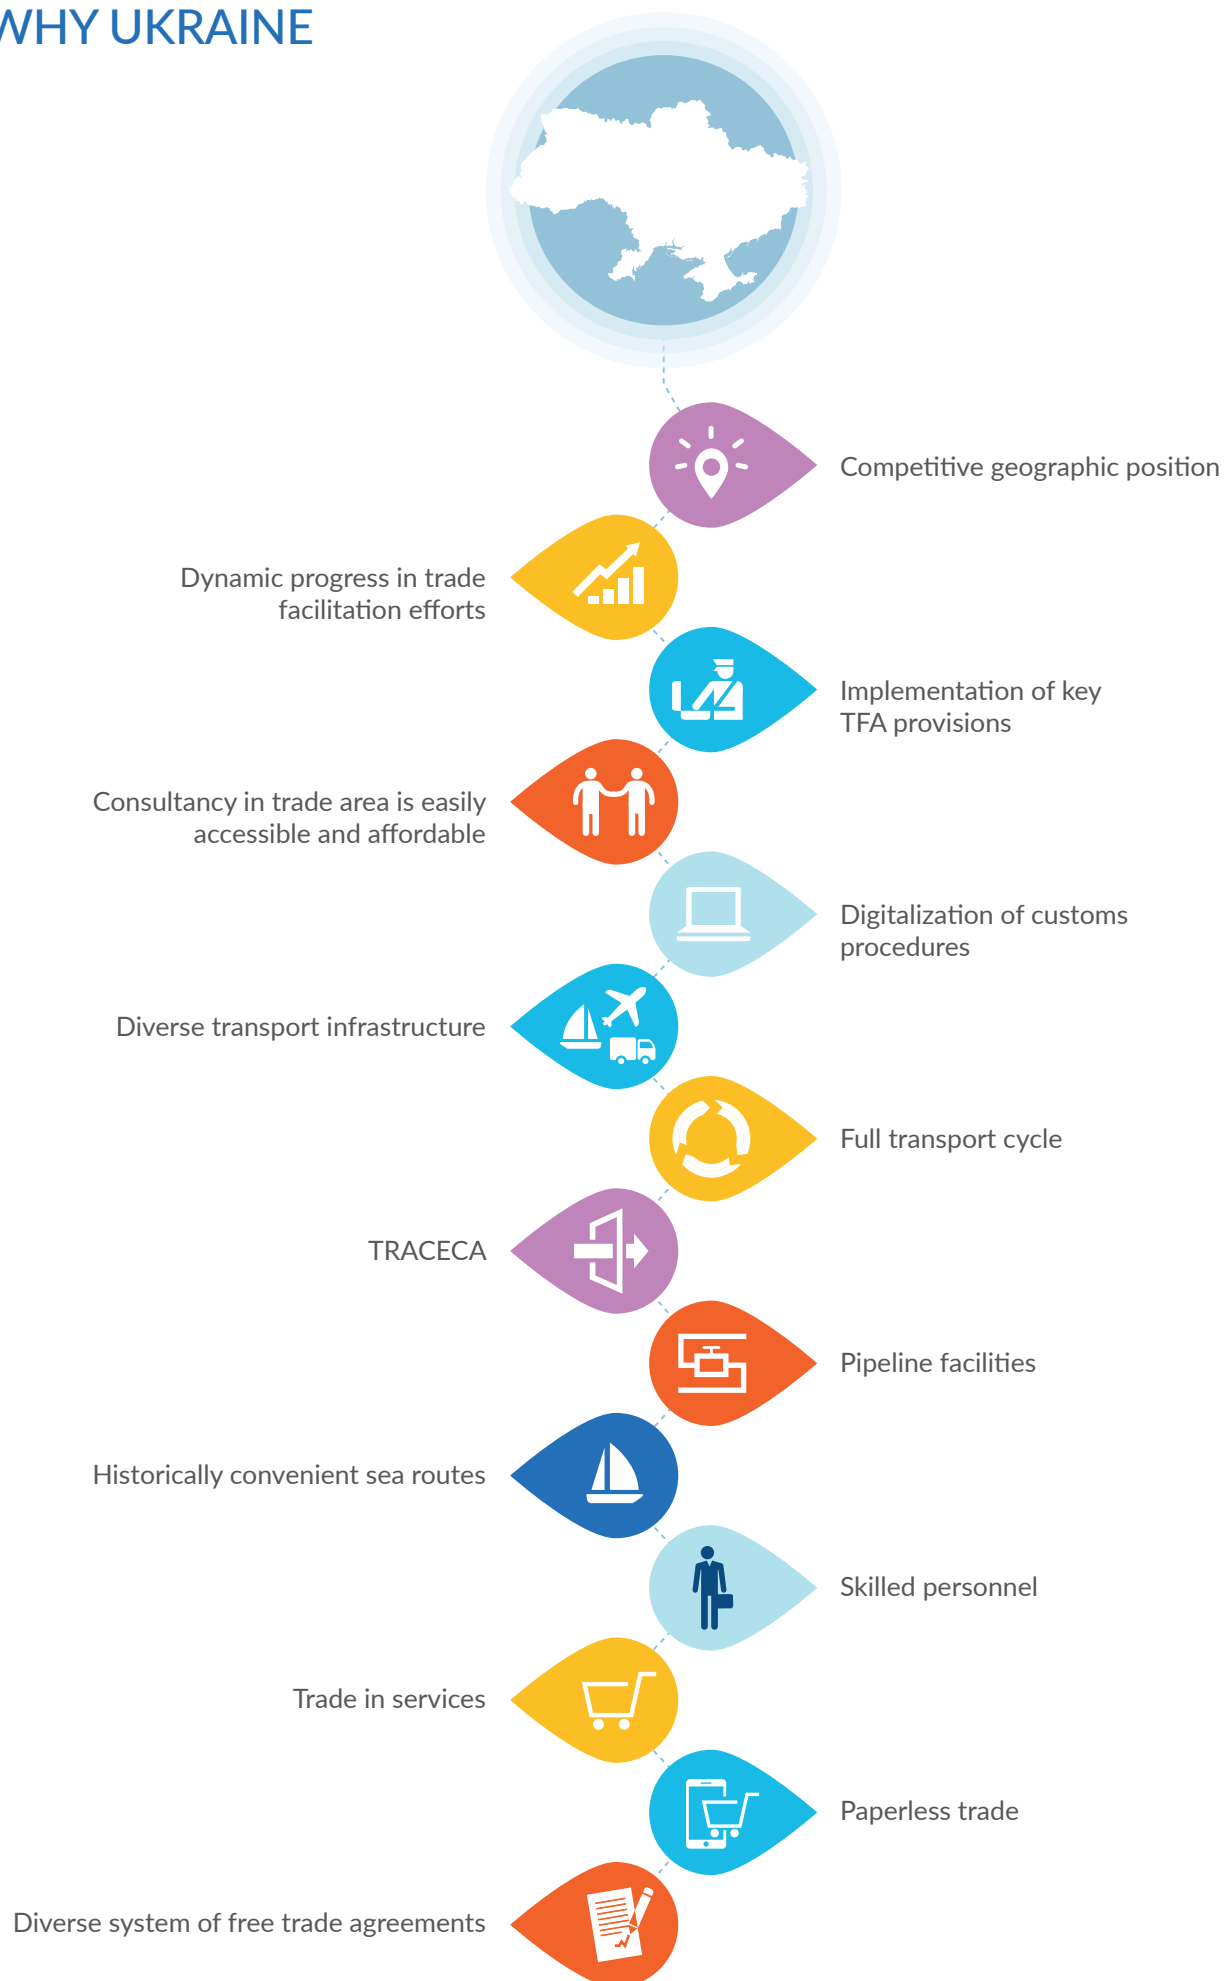 WHY UKRAINE
Competitive geographic position
Dynamic progress in trade
facilitation efforts
Implementation of key
TFA provisions
Consultancy in trade area is easily
accessible and affordable
Digitalization of customs
procedures
Diverse transport infrastructure
Full transport cycle
TRACECA
Pipeline facilities
Historically convenient sea routes
Skilled personnel
Trade in services
Paperless trade
Diverse system of free trade agreements